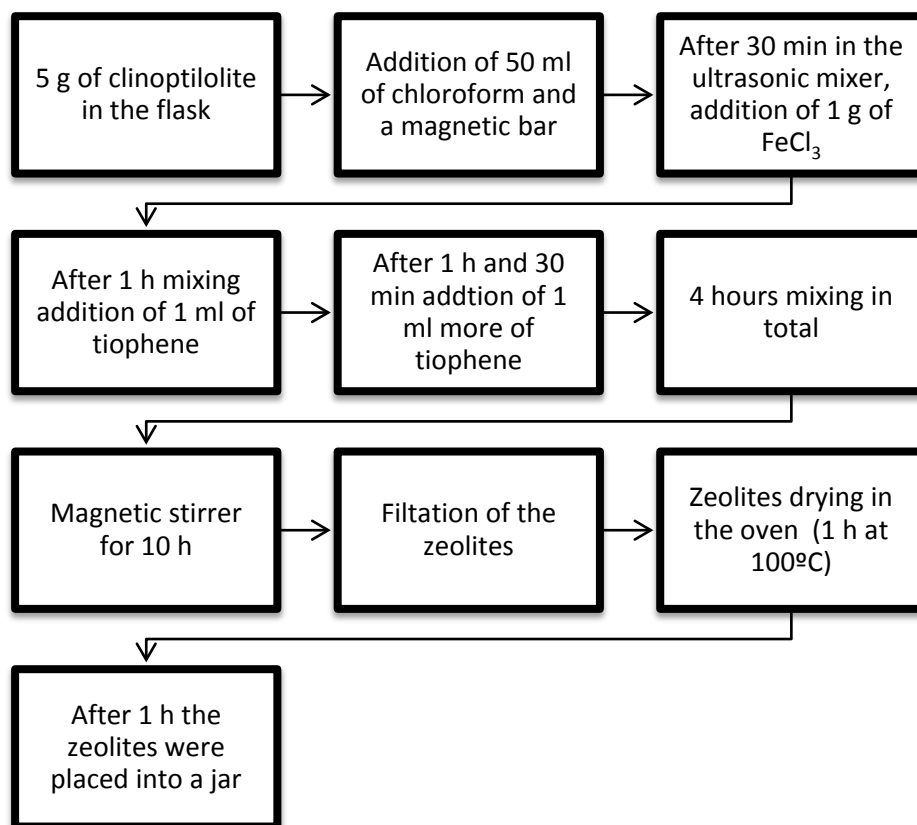 5 g of clinoptilolite
in the flask
Addition of 50 ml
of chloroform and
a magnetic bar
After 30 min in the
ultrasonic mixer,
addition of 1 g of
FeCl₃
After 1 h mixing
addition of 1 ml of
tiophene
After 1 h and 30
min addtion of 1
ml more of
tiophene
4 hours mixing in
total
Magnetic stirrer
for 10 h
Filtation of the
zeolites
Zeolites drying in
the oven (1 h at
100ºC)
After 1 h the
zeolites were
placed into a jar